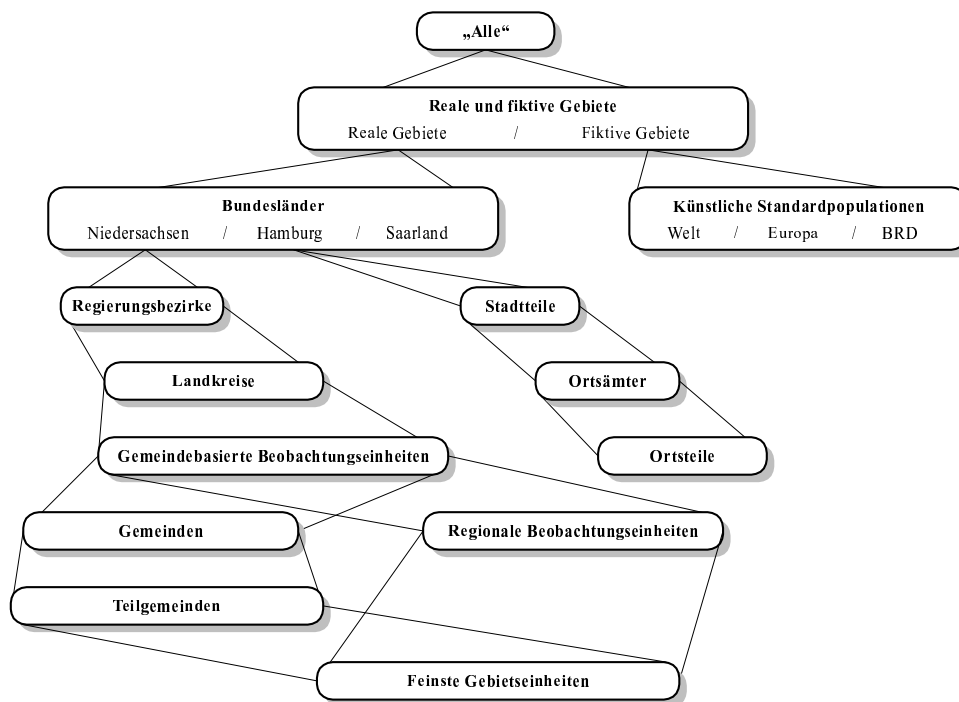 „Alle“
Reale und fiktive Gebiete
Reale Gebiete / Fiktive Gebiete
Bundesländer
Niedersachsen / Hamburg / Saarland
Künstliche Standardpopulationen
Welt / Europa / BRD
Regierungsbezirke
Stadtteile
Landkreise
Ortsämter
Gemeindebasierte Beobachtungseinheiten
Ortsteile
Gemeinden
Regionale Beobachtungseinheiten
Teilgemeinden
Feinste Gebietseinheiten